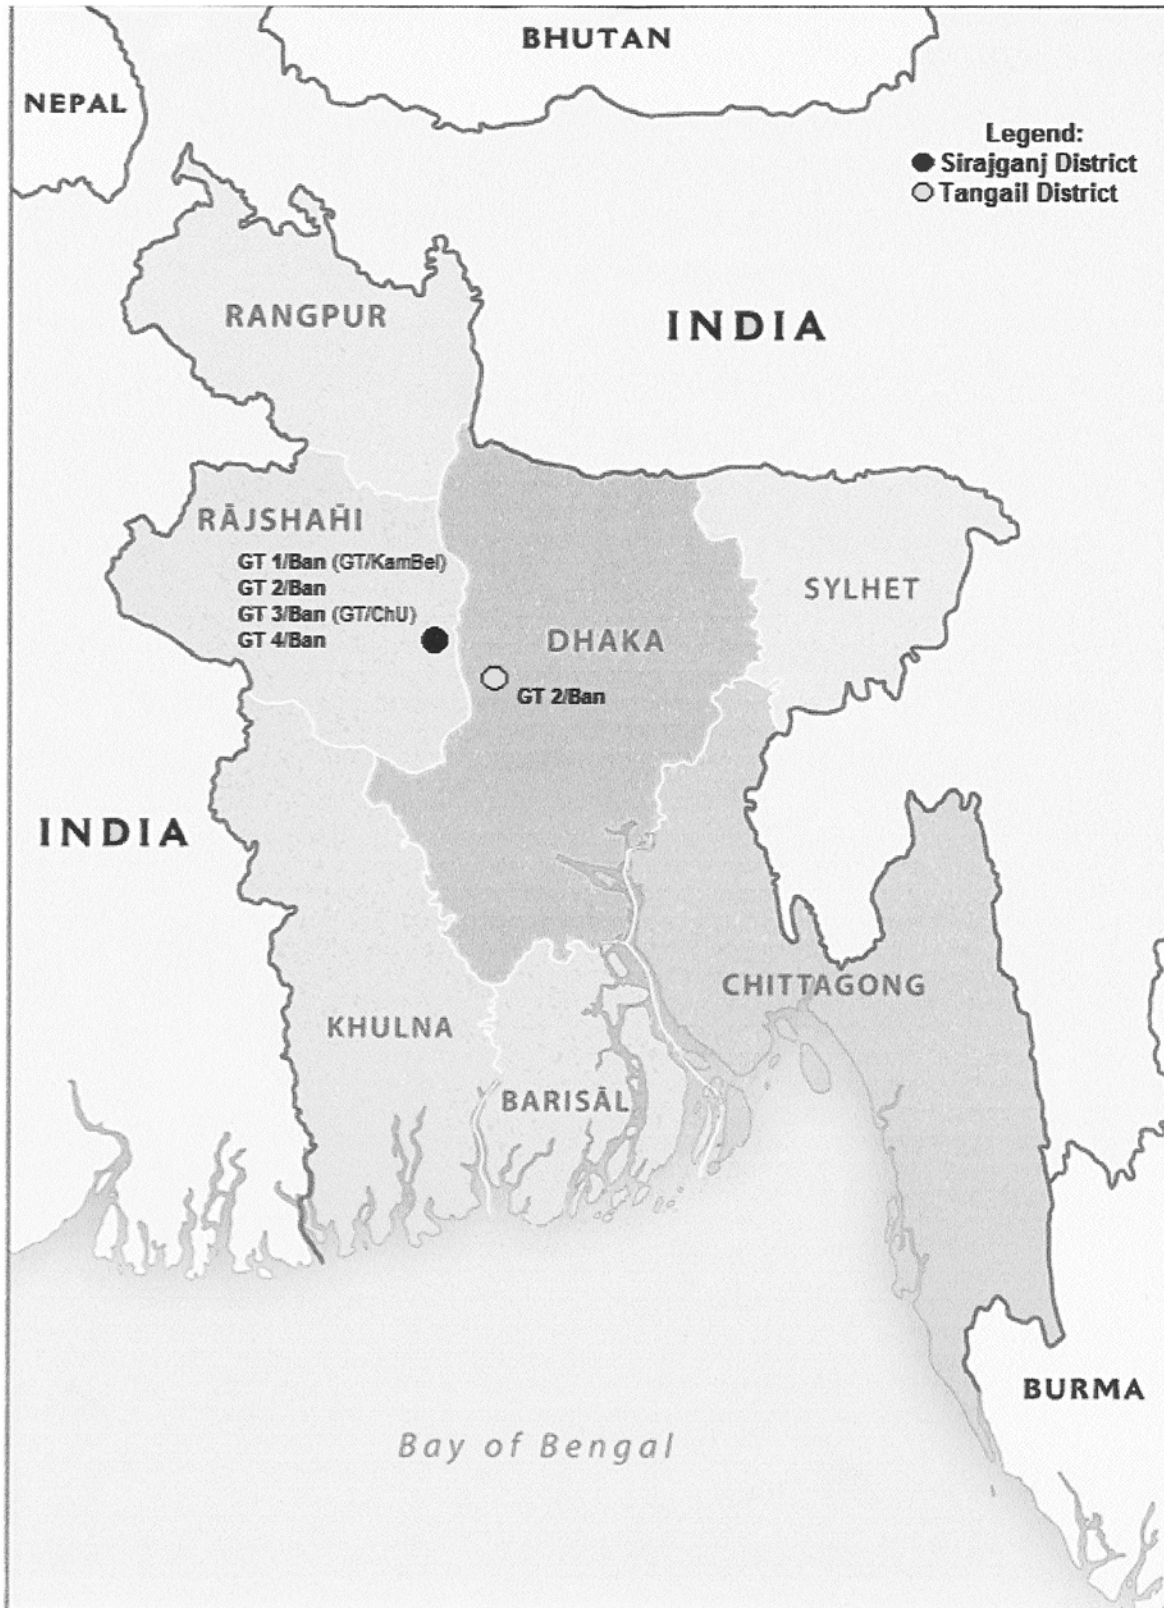 BHUTAN
NEPAL
Legend:
Sirajganj District
Tangail District
RANGPUR
INDIA
RĀJSHAHI
GT 1/Ban (GT/KamBel)
GT 2/Ban
GT 3/Ban (GT/ChU)
GT 4/Ban
SYLHET
DHAKA
GT 2/Ban
INDIA
CHITTAGONG
KHULNA
BARISĀL
BURMA
Bay of Bengal